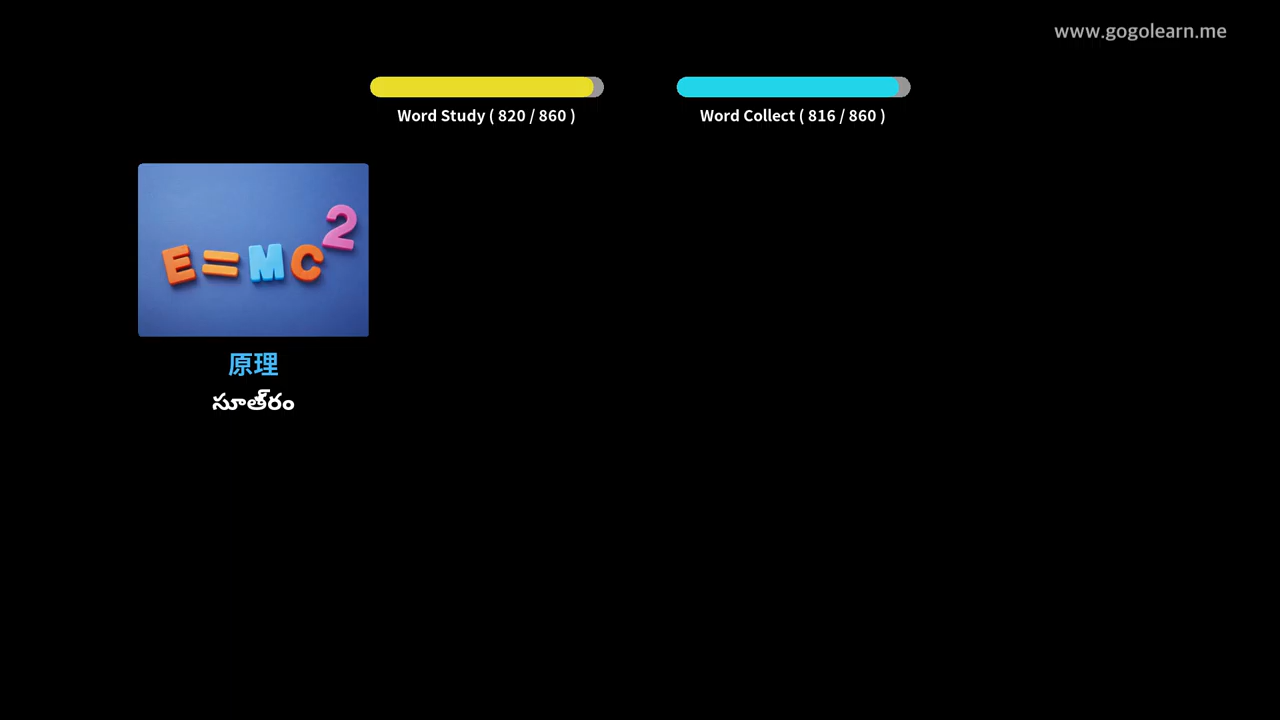 www.gogolearn.me
Word Study ( 820 / 860 )
Word Collect ( 816 / 860 )
E=MC²
原理
సూత్రం